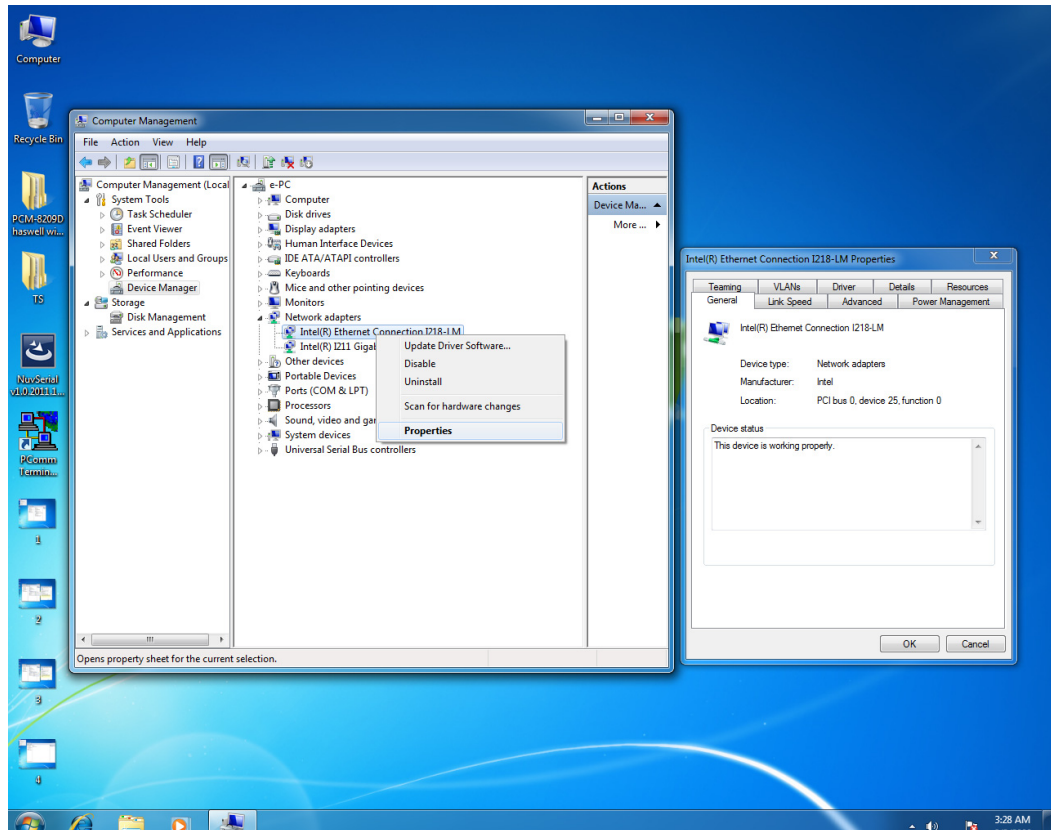 Computer
Recycle Bin
PCM-8209D
haswell wi...
TS
NuvSerial
PComm
Termin...
1
2
3
4
Computer Management
File Action View Help
Computer Management (Local
System Tools
Task Scheduler
Event Viewer
Shared Folders
Local Users and Groups
Performance
Device Manager
Storage
Disk Management
Services and Applications
e-PC
Computer
Disk drives
Display adapters
Human Interface Devices
IDE ATA/ATAPI controllers
Keyboards
Mice and other pointing devices
Monitors
Network adapters
Intel(R) Ethernet Connection I218-LM
Intel(R) I211 Gigal
Other devices
Portable Devices
Ports (COM & LPT)
Processors
Sound, video and gar
System devices
Universal Serial Bus controllers
Update Driver Software...
Disable
Uninstall
Scan for hardware changes
Properties
Actions
Device Ma...
More ...
Opens property sheet for the current selection.
Intel(R) Ethernet Connection I218-LM Properties
Teaming VLANs Driver Details Resources
General Link Speed Advanced Power Management
Intel(R) Ethernet Connection I218-LM
Device type: Network adapters
Manufacturer: Intel
Location: PCI bus 0, device 25, function 0
Device status
This device is working properly.
OK Cancel
3:28 AM